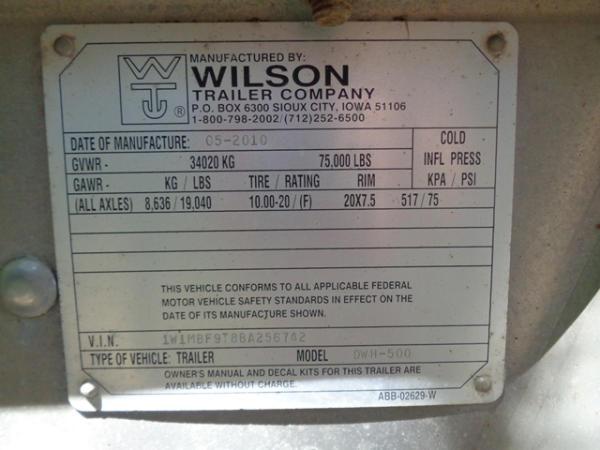 MANUFACTURED BY:
WILSON
TRAILER COMPANY
WT ®
P.O. BOX 6300 SIOUX CITY, IOWA 51106
1-800-798-2002/(712)252-6500
DATE OF MANUFACTURE: 05-2010
COLD
GVWR - 34020 KG 75,000 LBS INFL PRESS
GAWR - KG / LBS TIRE / RATING RIM KPA / PSI
(ALL AXLES) 8,636 / 19,040 10.00-20 / (F) 20X7.5 517 / 75
THIS VEHICLE CONFORMS TO ALL APPLICABLE FEDERAL
MOTOR VEHICLE SAFETY STANDARDS IN EFFECT ON THE
DATE OF ITS MANUFACTURE SHOWN.
V.I.N. 1W1MBF9T8BA256742
TYPE OF VEHICLE: TRAILER MODEL DWH-500
OWNER'S MANUAL AND DECAL KITS FOR THIS TRAILER ARE
AVAILABLE WITHOUT CHARGE.
ABB-02629-W